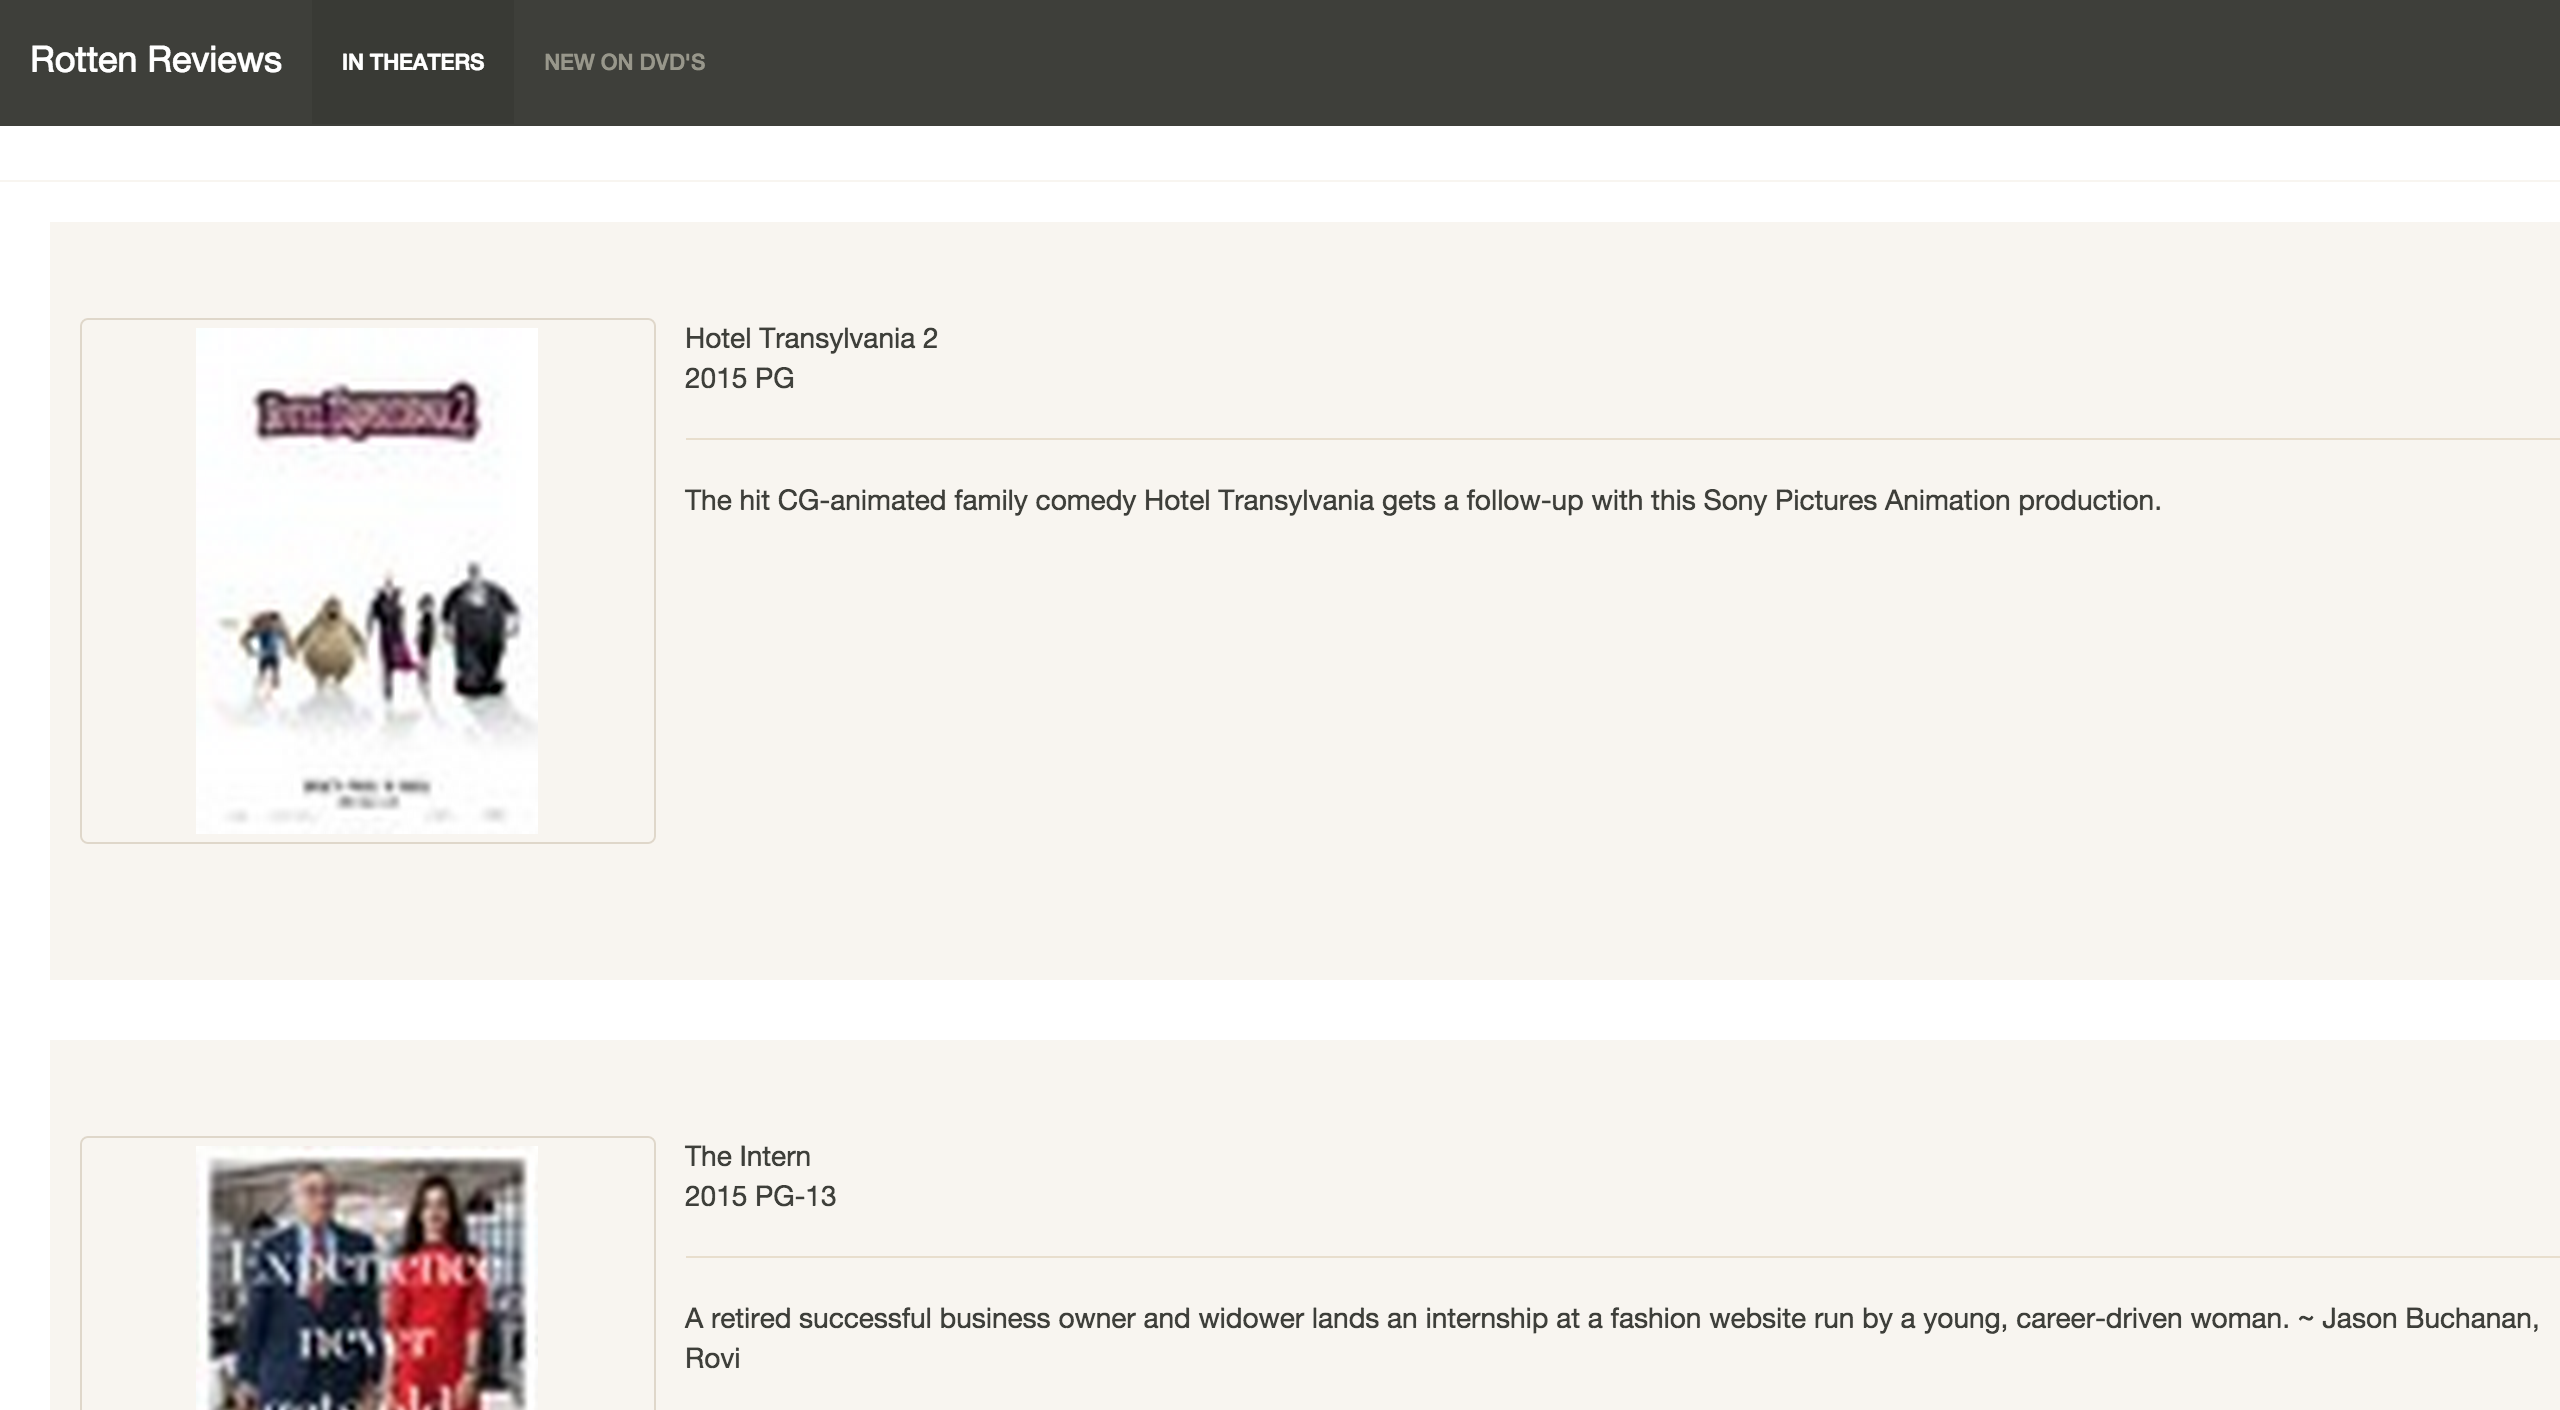 Rotten Reviews IN THEATERS NEW ON DVD'S
Hotel Transylvania 2
2015 PG
The hit CG-animated family comedy Hotel Transylvania gets a follow-up with this Sony Pictures Animation production.
The Intern
2015 PG-13
A retired successful business owner and widower lands an internship at a fashion website run by a young, career-driven woman. ~ Jason Buchanan,
Rovi
Experience
never